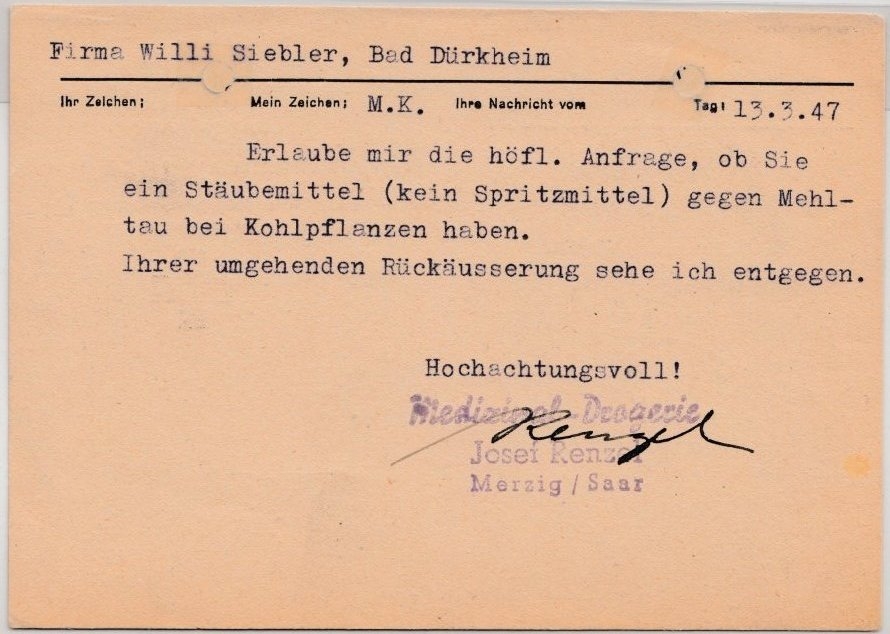 Firma Willi Siebler, Bad Dürkheim
Ihr Zeichen: Mein Zeichen: M.K. Ihre Nachricht vom Tag: 13.3.47
Erlaube mir die höfl. Anfrage, ob Sie
ein Stäubemittel (kein Spritzmittel) gegen Mehl-
tau bei Kohlpflanzen haben.
Ihrer umgehenden Rückäusserung sehe ich entgegen.
Hochachtungsvoll!
Medizinal-Drogerie
Renzel
Josef Renzel
Merzig / Saar